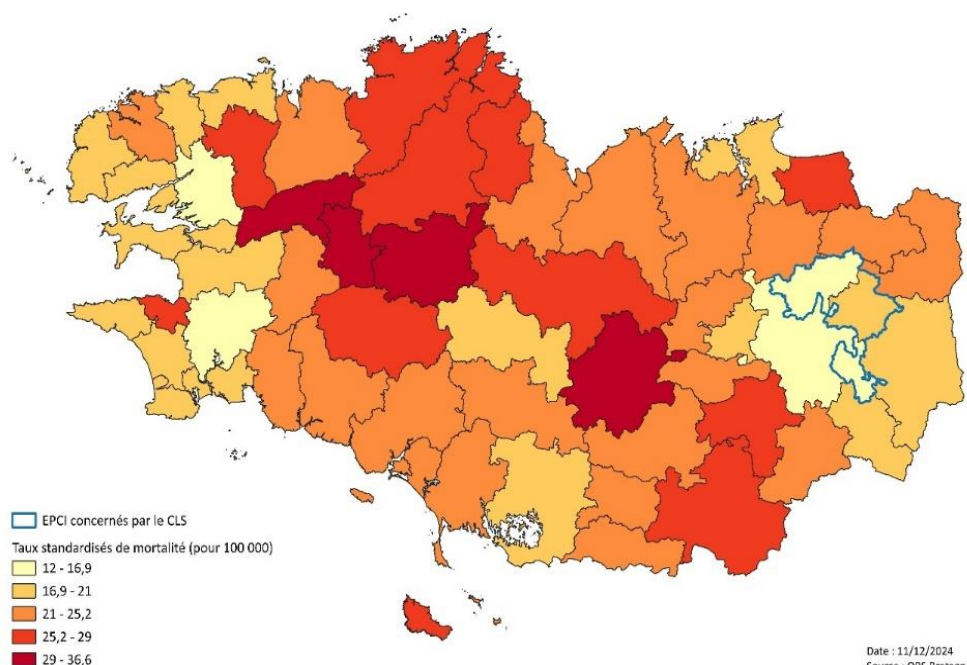 EPCI concernés par le CLS
Taux standardisés de mortalité (pour 100 000)
12 - 16,9
16,9 - 21
21 - 25,2
25,2 - 29
29 - 36,6
Date : 11/12/2024